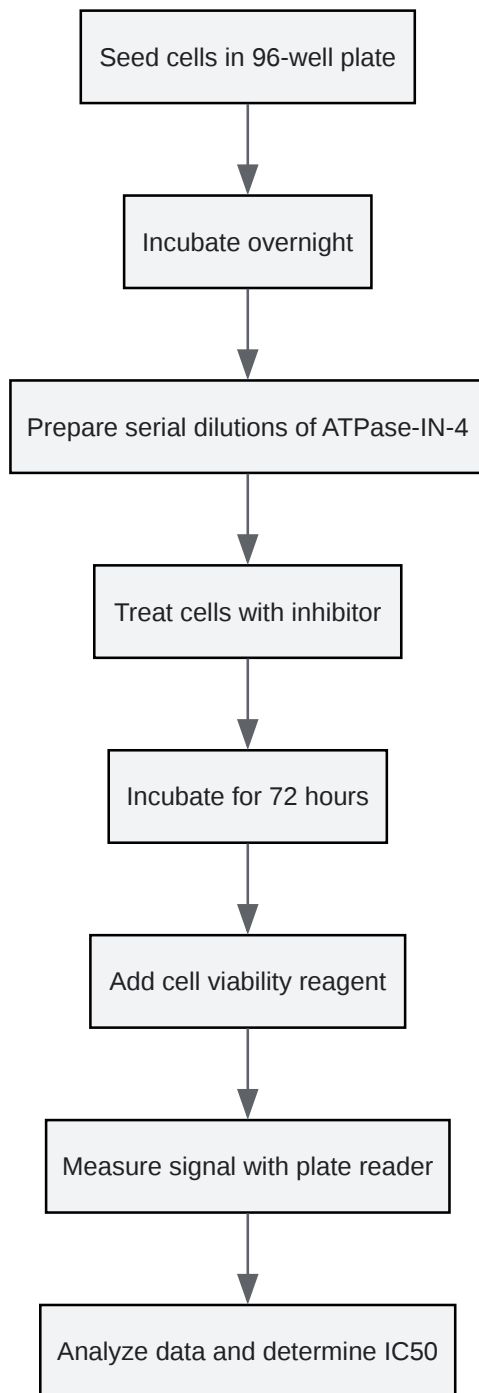 Seed cells in 96-well plate
Incubate overnight
Prepare serial dilutions of ATPase-IN-4
Treat cells with inhibitor
Incubate for 72 hours
Add cell viability reagent
Measure signal with plate reader
Analyze data and determine IC50